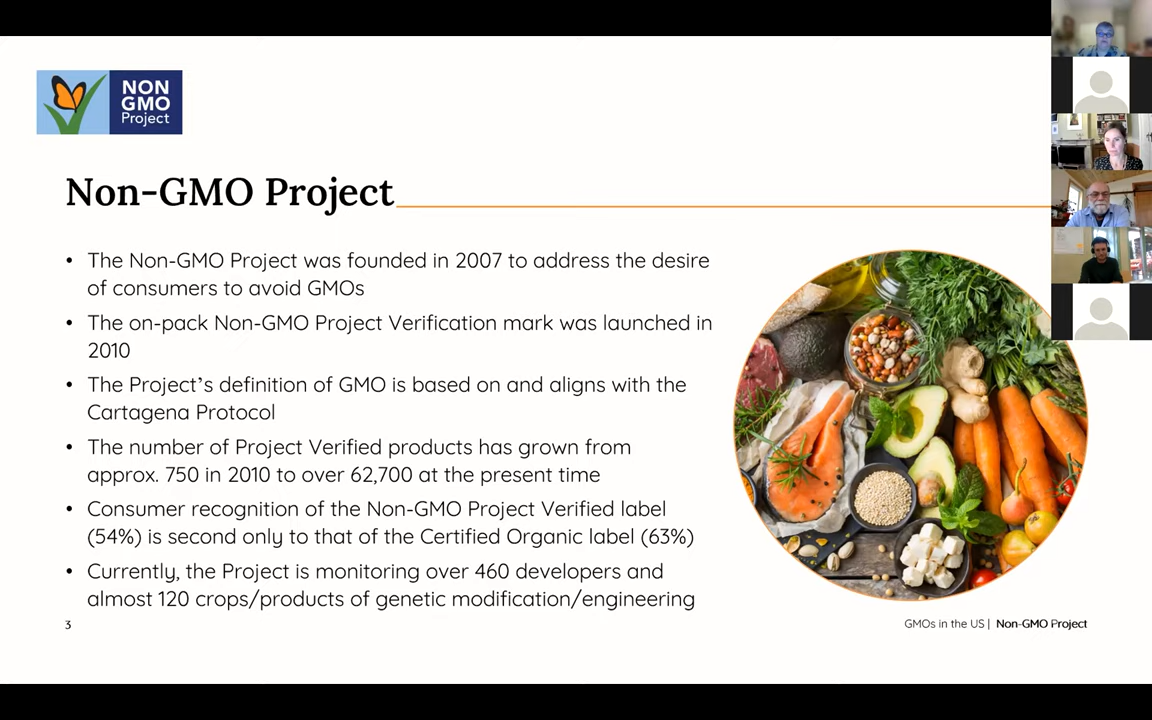 NON
GMO
Project
Non-GMO Project
• The Non-GMO Project was founded in 2007 to address the desire
of consumers to avoid GMOs
• The on-pack Non-GMO Project Verification mark was launched in
2010
• The Project’s definition of GMO is based on and aligns with the
Cartagena Protocol
• The number of Project Verified products has grown from
approx. 750 in 2010 to over 62,700 at the present time
• Consumer recognition of the Non-GMO Project Verified label
(54%) is second only to that of the Certified Organic label (63%)
• Currently, the Project is monitoring over 460 developers and
almost 120 crops/products of genetic modification/engineering
3
GMOs in the US | Non-GMO Project